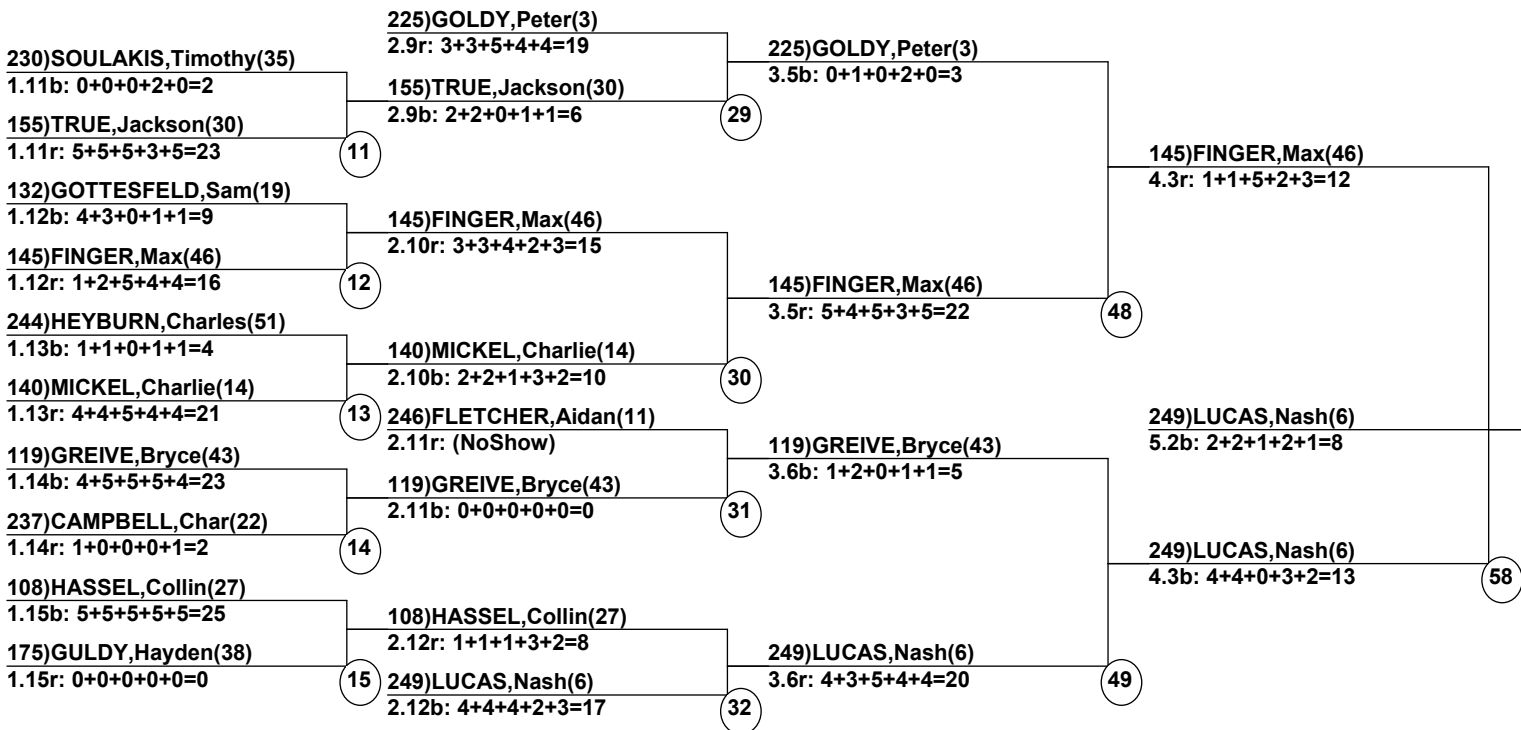 230)SOULAKIS,Timothy(35)
1.11b: 0+0+0+2+0=2
155)TRUE,Jackson(30)
1.11r: 5+5+5+3+5=23
11
132)GOTTESFELD,Sam(19)
1.12b: 4+3+0+1+1=9
145)FINGER,Max(46)
1.12r: 1+2+5+4+4=16
12
244)HEYBURN,Charles(51)
1.13b: 1+1+0+1+1=4
140)MICKEL,Charlie(14)
1.13r: 4+4+5+4+4=21
13
119)GREIVE,Bryce(43)
1.14b: 4+5+5+5+4=23
237)CAMPBELL,Char(22)
1.14r: 1+0+0+0+1=2
14
108)HASSEL,Collin(27)
1.15b: 5+5+5+5+5=25
175)GULDY,Hayden(38)
1.15r: 0+0+0+0+0=0
15
225)GOLDY,Peter(3)
2.9r: 3+3+5+4+4=19
155)TRUE,Jackson(30)
2.9b: 2+2+0+1+1=6
29
145)FINGER,Max(46)
2.10r: 3+3+4+2+3=15
140)MICKEL,Charlie(14)
2.10b: 2+2+1+3+2=10
30
246)FLETCHER,Aidan(11)
2.11r: (NoShow)
119)GREIVE,Bryce(43)
2.11b: 0+0+0+0+0=0
31
108)HASSEL,Collin(27)
2.12r: 1+1+1+3+2=8
249)LUCAS,Nash(6)
2.12b: 4+4+4+2+3=17
32
225)GOLDY,Peter(3)
3.5b: 0+1+0+2+0=3
145)FINGER,Max(46)
3.5r: 5+4+5+3+5=22
48
119)GREIVE,Bryce(43)
3.6b: 1+2+0+1+1=5
249)LUCAS,Nash(6)
3.6r: 4+3+5+4+4=20
49
145)FINGER,Max(46)
4.3r: 1+1+5+2+3=12
249)LUCAS,Nash(6)
5.2b: 2+2+1+2+1=8
249)LUCAS,Nash(6)
4.3b: 4+4+0+3+2=13
58